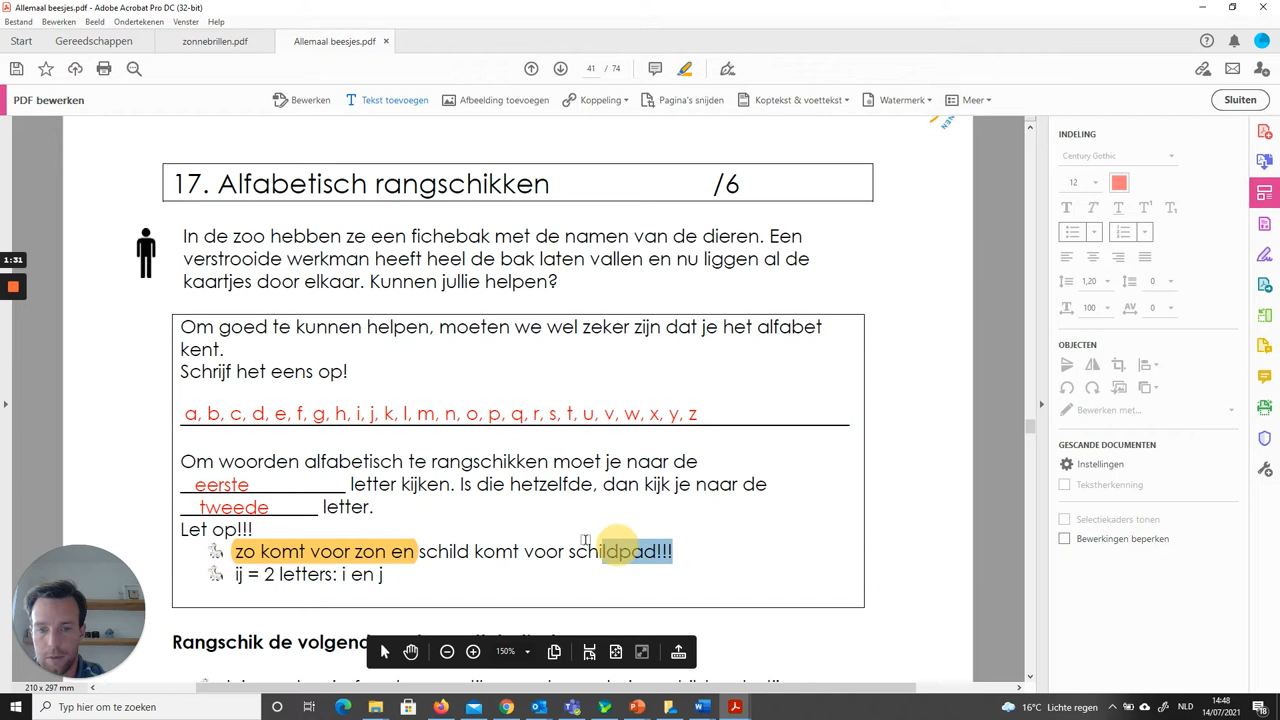 Allemaal beesjes.pdf - Adobe Acrobat Pro DC (32-bit)
Bestand Bewerken Beeld Ondertekenen Venster Help
Start Gereedschappen zonnebrillen.pdf Allemaal beesjes.pdf ×
41 / 74
PDF bewerken Bewerken Tekst toevoegen Afbeelding toevoegen Koppeling Pagina's snijden Koptekst & voettekst Watermerk Meer Sluiten
NEN
17. Alfabetisch rangschikken /6
In de zoo hebben ze een fichebak met de namen van de dieren. Een
verstrooide werkman heeft heel de bak laten vallen en nu liggen al de
kaartjes door elkaar. Kunnen jullie helpen?
Om goed te kunnen helpen, moeten we wel zeker zijn dat je het alfabet
kent.
Schrijf het eens op!
a, b, c, d, e, f, g, h, i, j, k, l, m, n, o, p, q, r, s, t, u, v, w, x, y, z
Om woorden alfabetisch te rangschikken moet je naar de
eerste letter kijken. Is die hetzelfde, dan kijk je naar de
tweede letter.
Let op!!!
zo komt voor zon en schild komt voor schildpad!!!
ij = 2 letters: i en j
Rangschik de
150%
210 x 297 mm
1:31
INDELING
Century Gothic
12
1,20 0
100 0
OBJECTEN
Bewerken met...
GESCANDE DOCUMENTEN
Instellingen
Tekstherkenning
Selectiekaders tonen
Bewerkingen beperken
Typ hier om te zoeken
16°C Lichte regen
NLD
14:48
14/07/2021
18